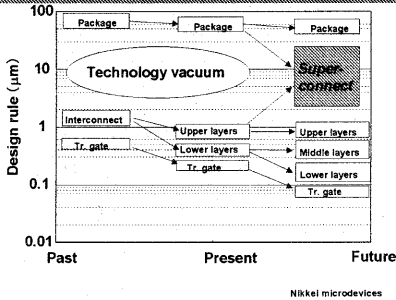 100
Package
Package
Package
10
Technology vacuum
Super-
connect
Design rule (μm)
Interconnect
1
Upper layers
Upper layers
Tr. gate
Lower layers
Middle layers
Tr. gate
Lower layers
0.1
Tr. gate
0.01
Past
Present
Future
Nikkei microdevices